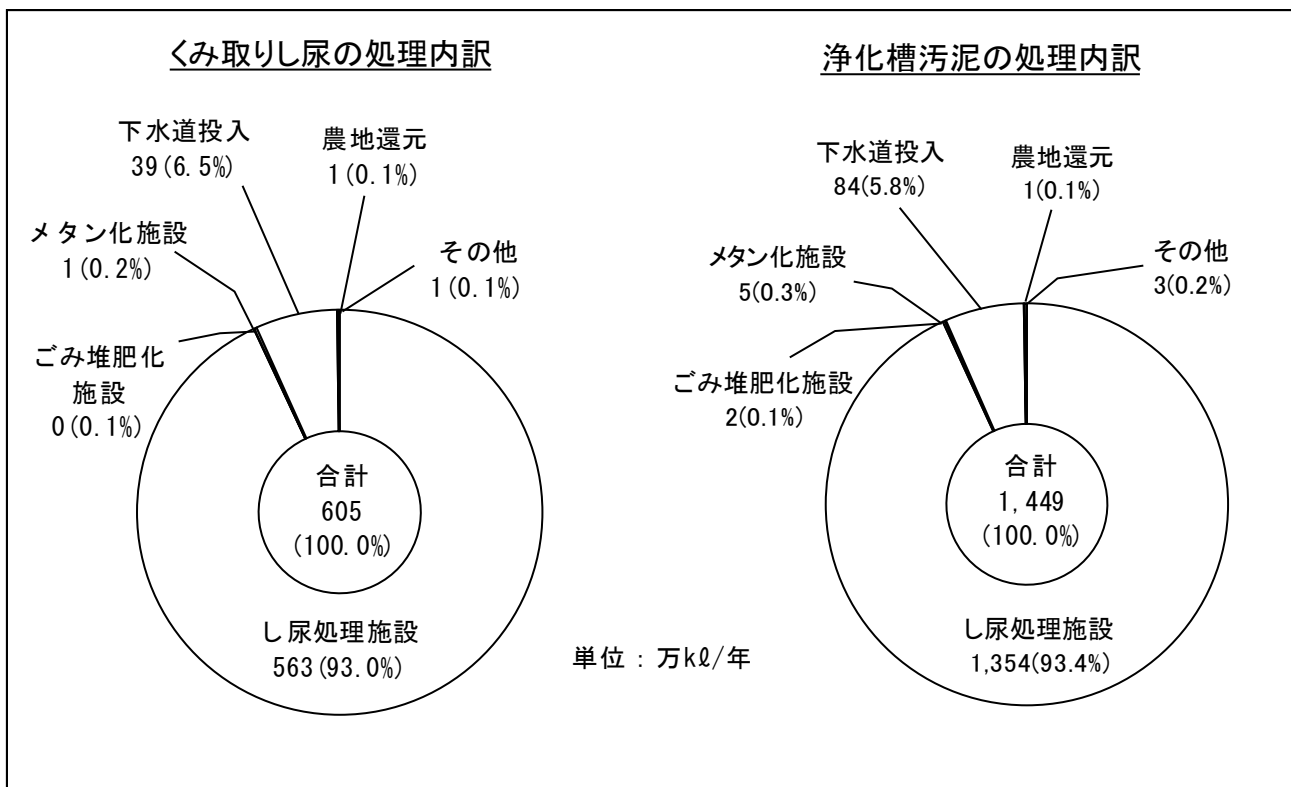 くみ取りし尿の処理内訳
下水道投入
39(6.5%)
農地還元
1(0.1%)
メタン化施設
1(0.2%)
その他
1(0.1%)
ごみ堆肥化
施設
0(0.1%)
合計
605
(100.0%)
し尿処理施設
563(93.0%)
単位：万kℓ/年
浄化槽汚泥の処理内訳
下水道投入
84(5.8%)
農地還元
1(0.1%)
メタン化施設
5(0.3%)
その他
3(0.2%)
ごみ堆肥化施設
2(0.1%)
合計
1,449
(100.0%)
し尿処理施設
1,354(93.4%)